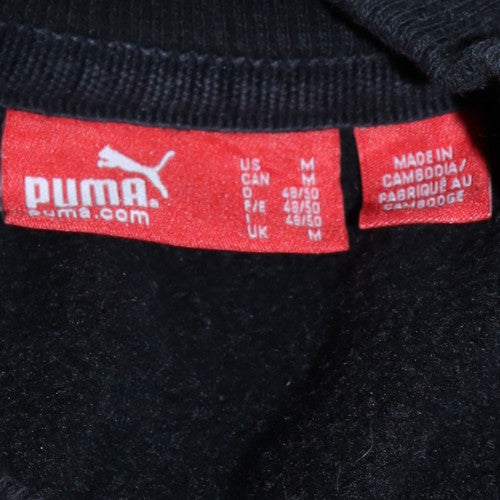 PUMA.
puma.com
US M
CAN M
D 48/50
F/E 48/50
I 48/50
UK M
MADE IN
CAMBODIA/
FABRIQUÉ AU
CAMBODGE